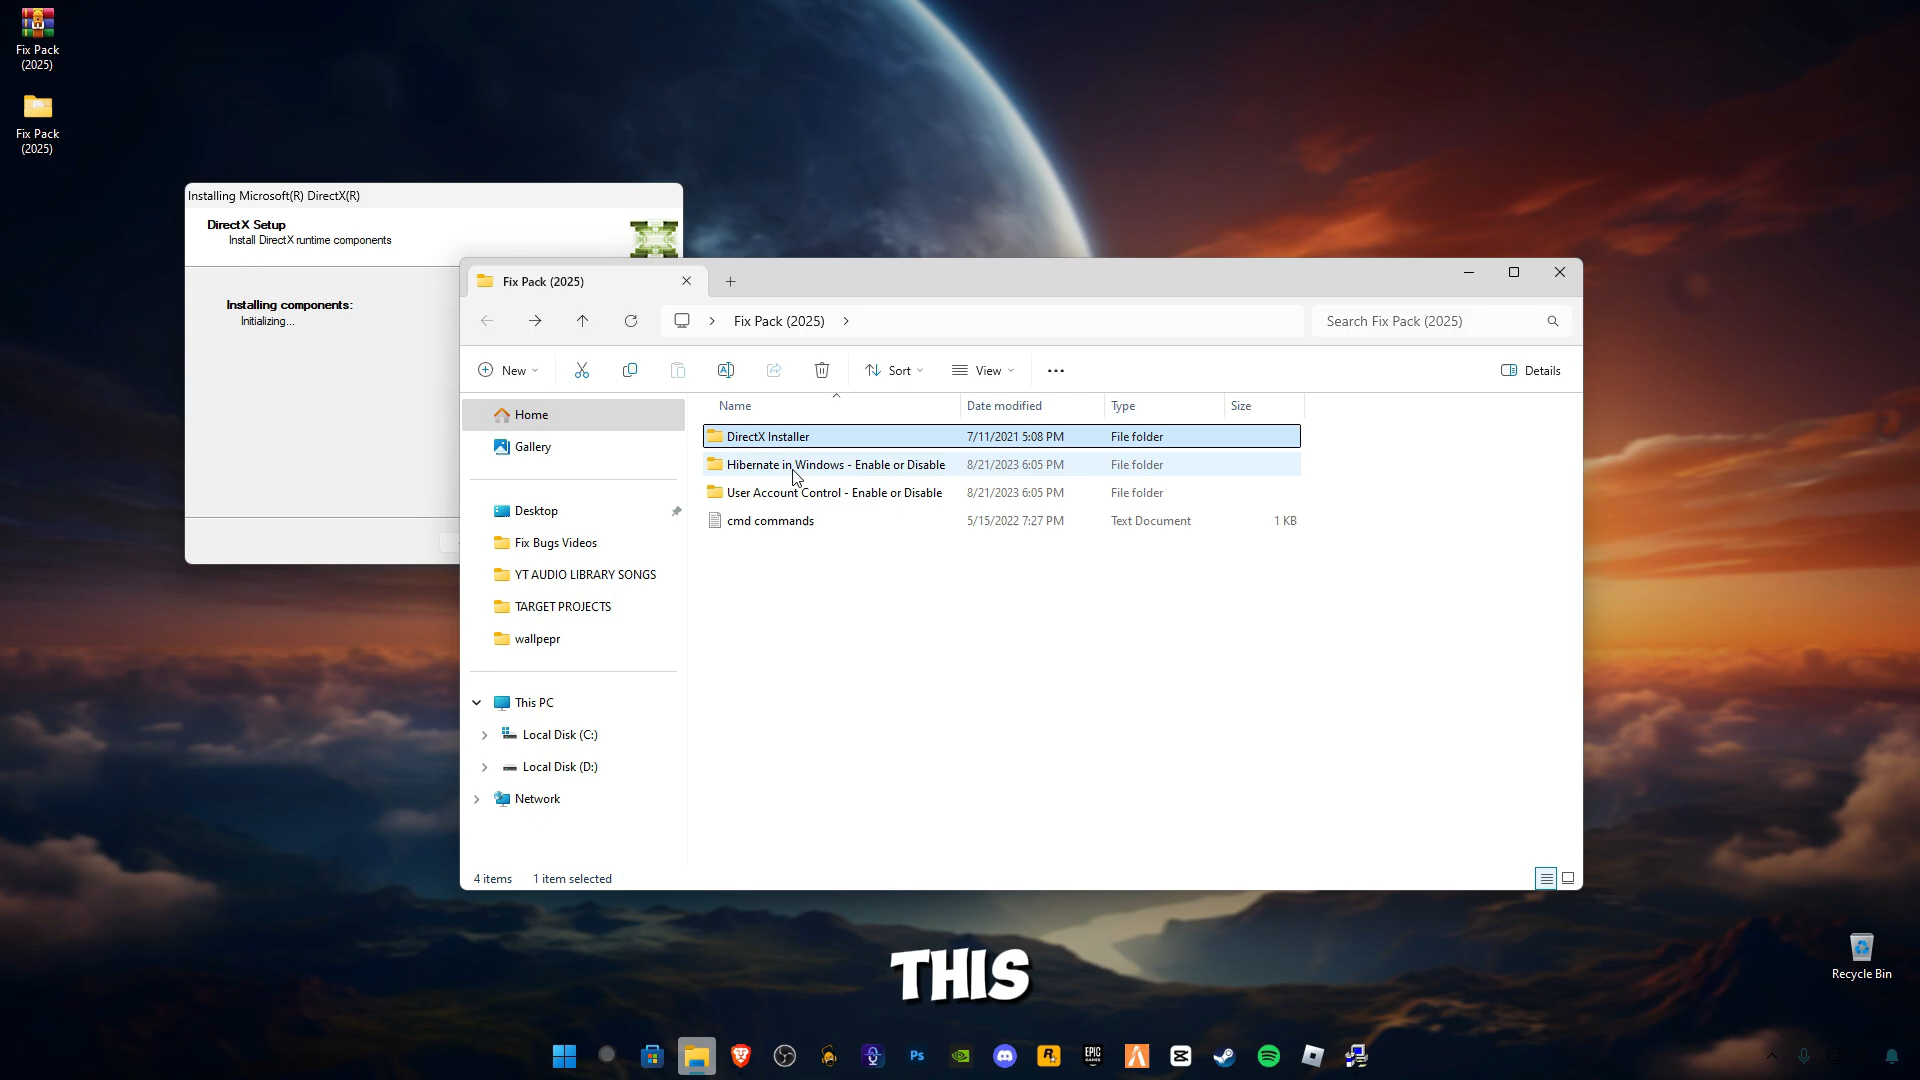 Fix Pack
(2025)
Fix Pack
(2025)
Installing Microsoft(R) DirectX(R)
DirectX Setup
Install DirectX runtime components
Installing components:
Initializing...
Fix Pack (2025)
Fix Pack (2025)
Search Fix Pack (2025)
New
Sort
View
Details
Home
Gallery
Desktop
Fix Bugs Videos
YT AUDIO LIBRARY SONGS
TARGET PROJECTS
wallpepr
This PC
Local Disk (C:)
Local Disk (D:)
Network
Name Date modified Type Size
DirectX Installer 7/11/2021 5:08 PM File folder
Hibernate in Windows - Enable or Disable 8/21/2023 6:05 PM File folder
User Account Control - Enable or Disable 8/21/2023 6:05 PM File folder
cmd commands 5/15/2022 7:27 PM Text Document 1 KB
4 items 1 item selected
THIS
Recycle Bin
Ps
R
EPIC
GAMES